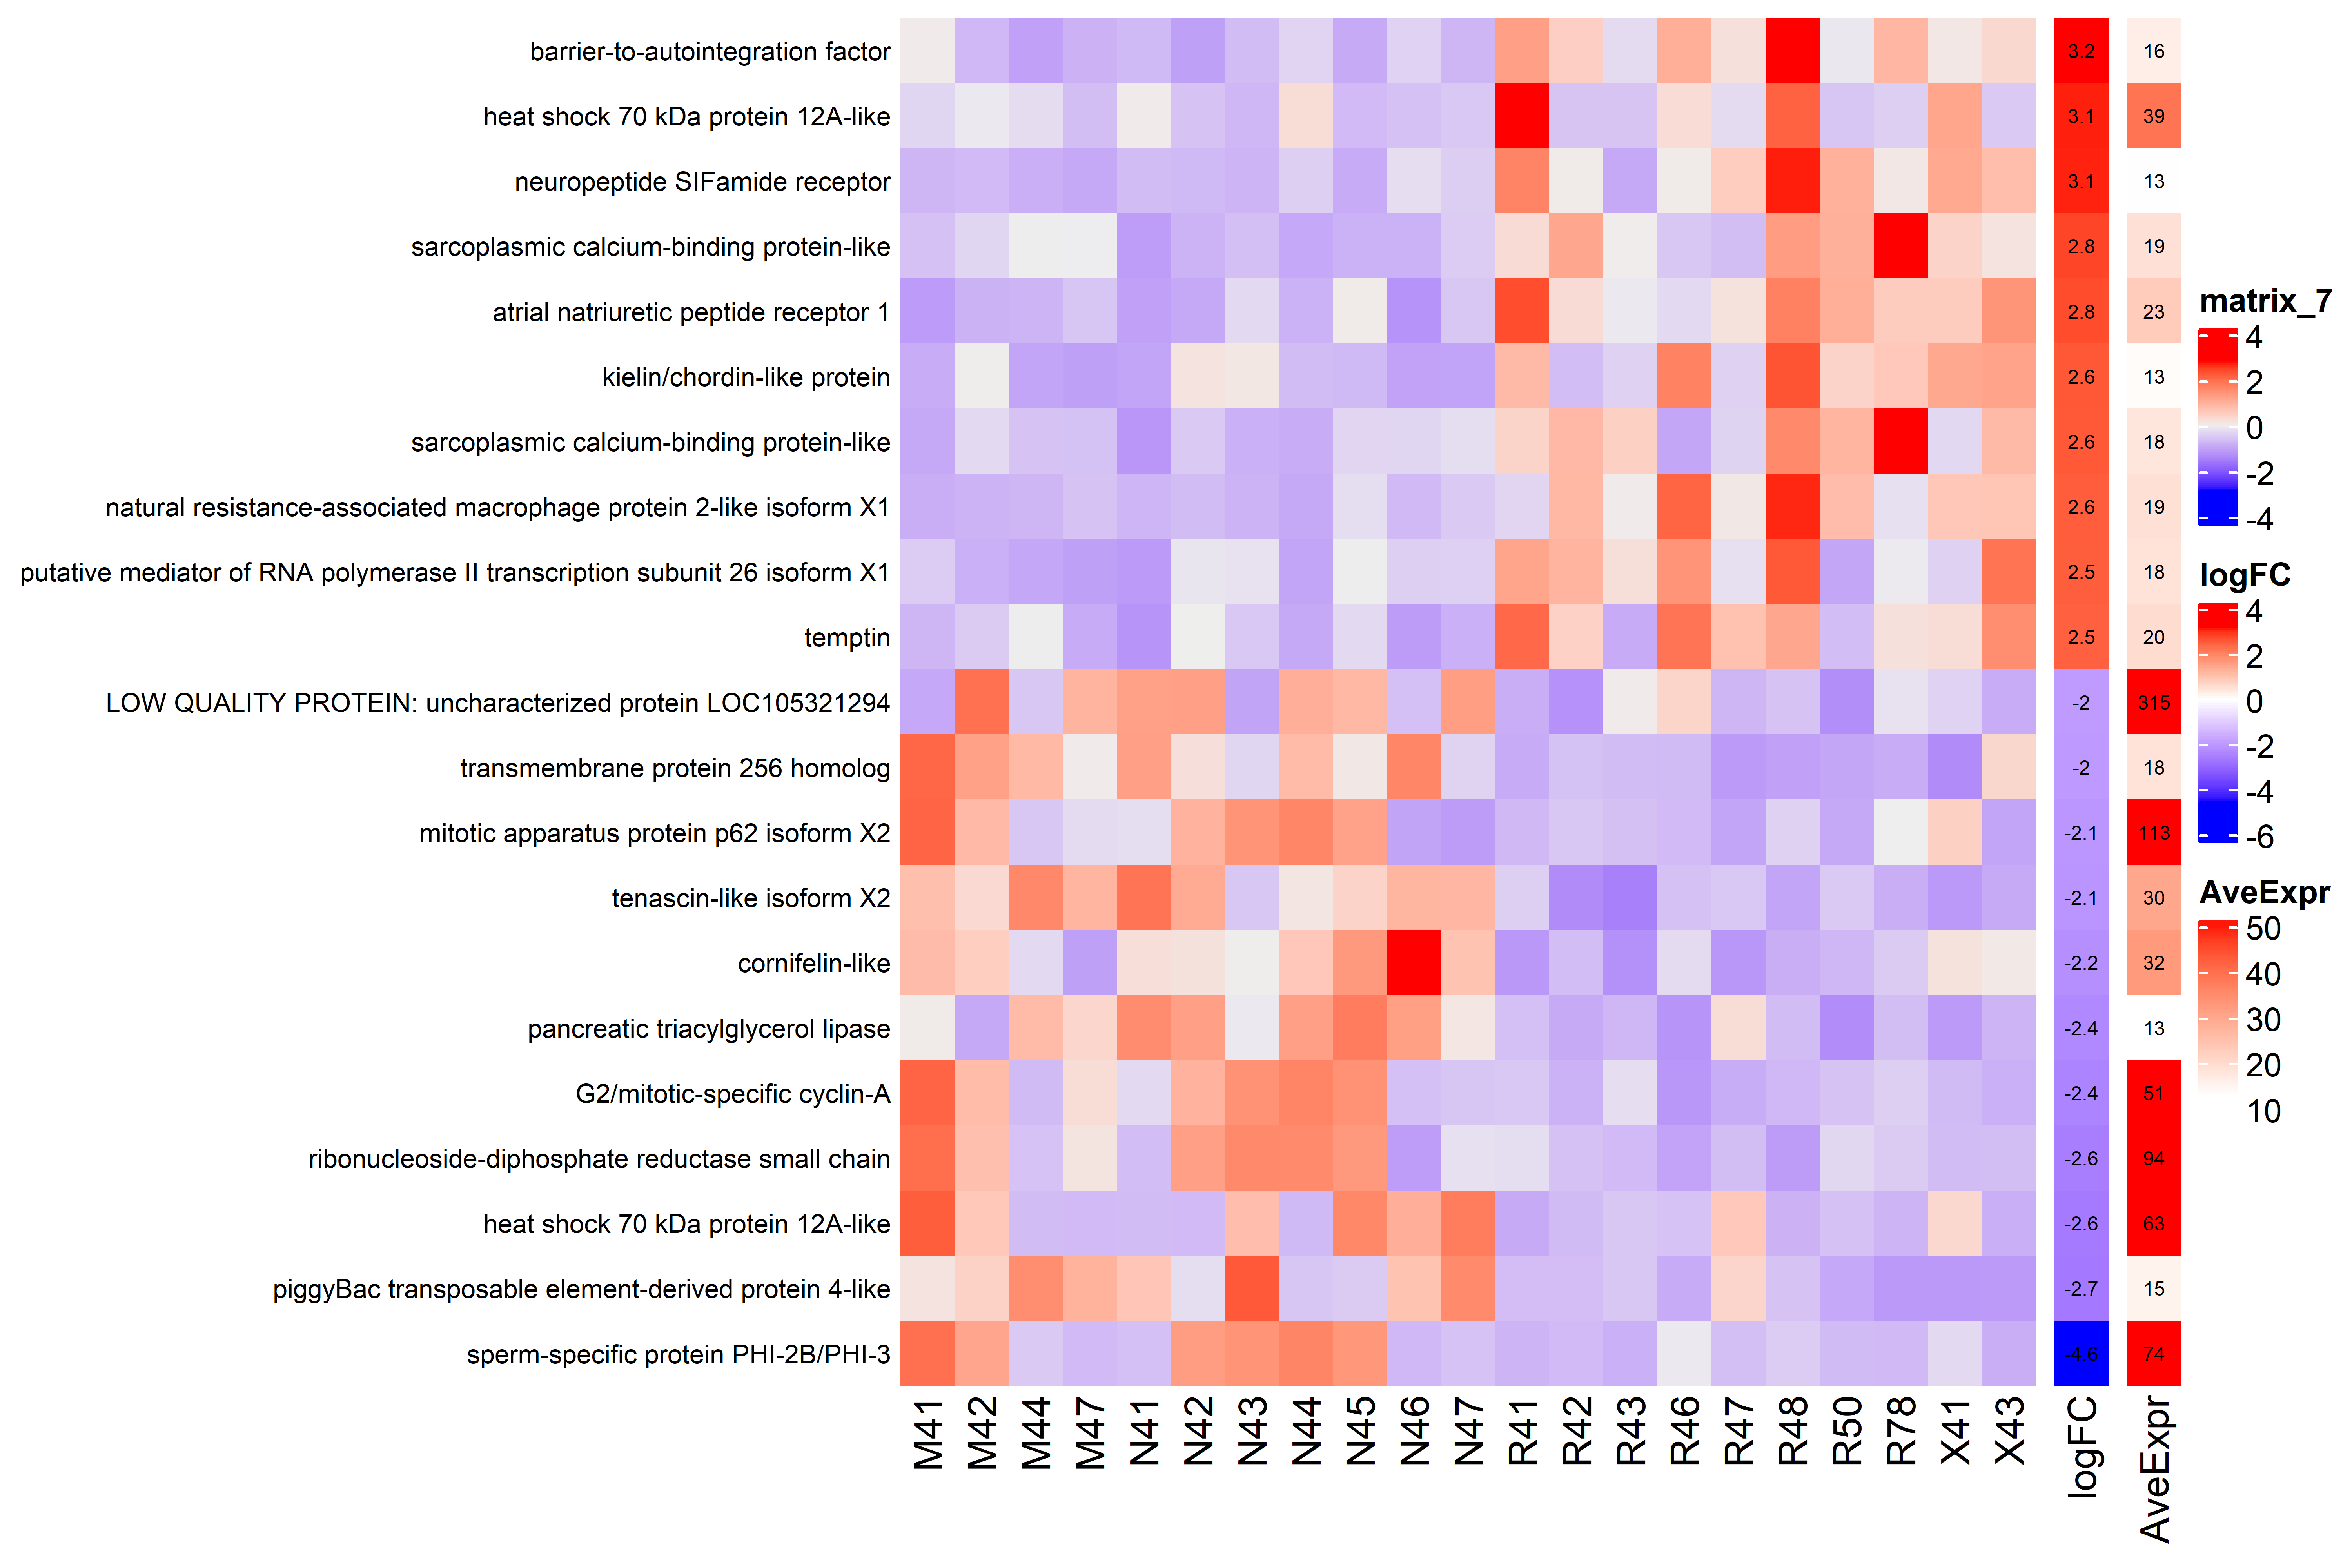 barrier-to-autointegration factor 3.2 16
heat shock 70 kDa protein 12A-like 3.1 39
neuropeptide SIFamide receptor 3.1 13
sarcoplasmic calcium-binding protein-like 2.8 19
atrial natriuretic peptide receptor 1 2.8 23
kielin/chordin-like protein 2.6 13
sarcoplasmic calcium-binding protein-like 2.6 18
natural resistance-associated macrophage protein 2-like isoform X1 2.6 19
putative mediator of RNA polymerase II transcription subunit 26 isoform X1 2.5 18
temptin 2.5 20
LOW QUALITY PROTEIN: uncharacterized protein LOC105321294 -2 315
transmembrane protein 256 homolog -2 18
mitotic apparatus protein p62 isoform X2 -2.1 113
tenascin-like isoform X2 -2.1 30
cornifelin-like -2.2 32
pancreatic triacylglycerol lipase -2.4 13
G2/mitotic-specific cyclin-A -2.4 51
ribonucleoside-diphosphate reductase small chain -2.6 94
heat shock 70 kDa protein 12A-like -2.6 63
piggyBac transposable element-derived protein 4-like -2.7 15
sperm-specific protein PHI-2B/PHI-3 -4.6 74
M41 M42 M44 M47 N41 N42 N43 N44 N45 N46 N47 R41 R42 R43 R46 R47 R48 R50 R78 X41 X43 logFC AveExpr
matrix_7
4
2
0
-2
-4
logFC
4
2
0
-2
-4
-6
AveExpr
50
40
30
20
10